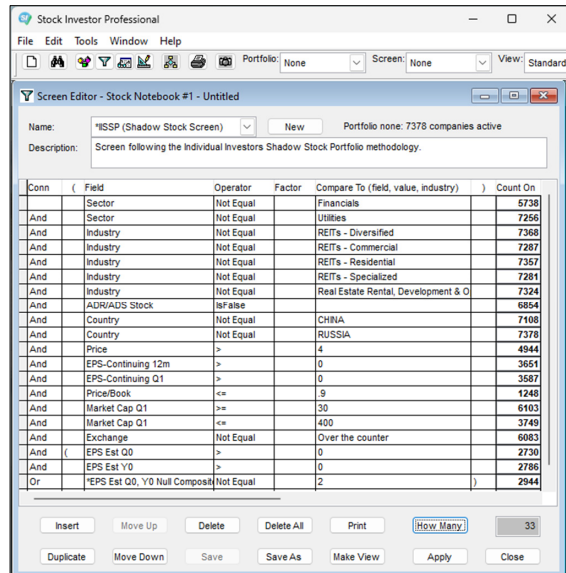 Stock Investor Professional
File Edit Tools Window Help
Portfolio: None Screen: None View: Standard
Screen Editor - Stock Notebook #1 - Untitled
Name: *IISSP (Shadow Stock Screen) New Portfolio none: 7378 companies active
Description: Screen following the Individual Investors Shadow Stock Portfolio methodology.
Conn ( Field Operator Factor Compare To (field, value, industry) ) Count On
Sector Not Equal Financials 5738
And Sector Not Equal Utilities 7256
And Industry Not Equal REITs - Diversified 7368
And Industry Not Equal REITs - Commercial 7287
And Industry Not Equal REITs - Residential 7357
And Industry Not Equal REITs - Specialized 7281
And Industry Not Equal Real Estate Rental, Development & O 7324
And ADR/ADS Stock IsFalse 6854
And Country Not Equal CHINA 7108
And Country Not Equal RUSSIA 7378
And Price > 4 4944
And EPS-Continuing 12m > 0 3651
And EPS-Continuing Q1 > 0 3587
And Price/Book <= .9 1248
And Market Cap Q1 >= 30 6103
And Market Cap Q1 <= 400 3749
And Exchange Not Equal Over the counter 6083
And ( EPS Est Q0 > 0 2730
And EPS Est Y0 > 0 2786
Or *EPS Est Q0, Y0 Null Composit Not Equal 2 ) 2944
Insert Move Up Delete Delete All Print How Many 33
Duplicate Move Down Save Save As Make View Apply Close